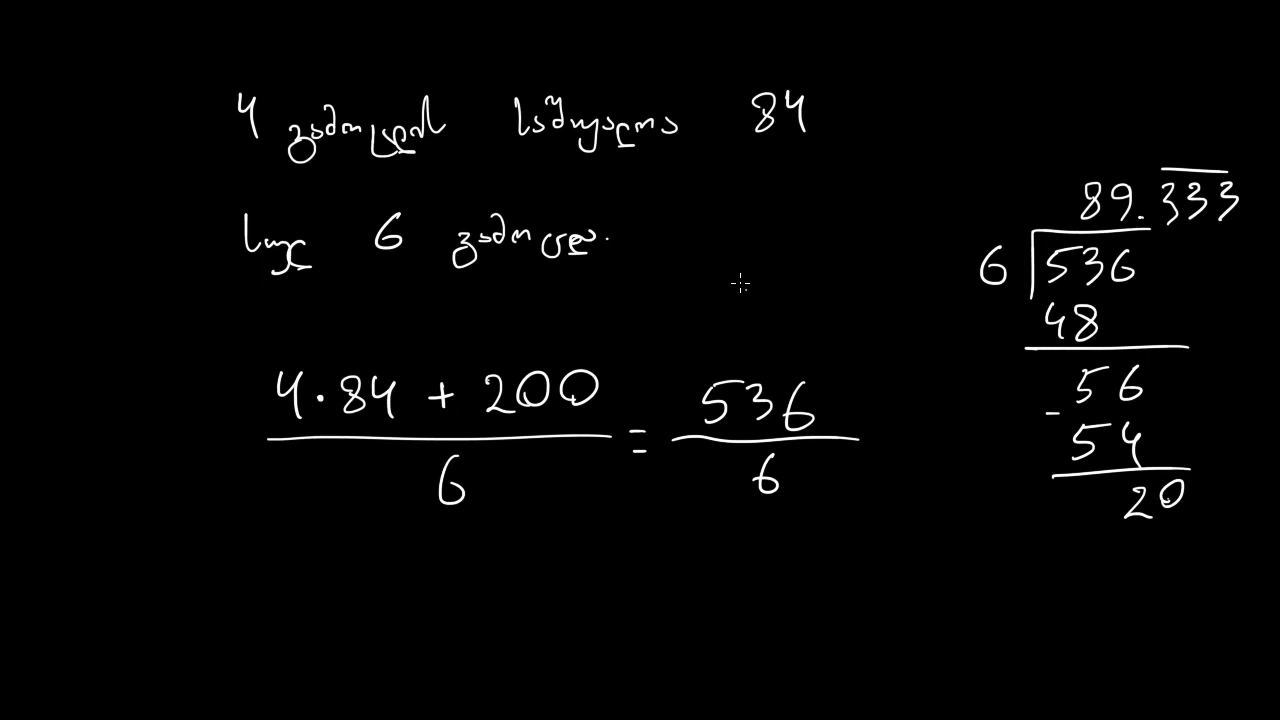 4 გამოცდის საშუალოა 84
სულ 6 გამოცდა.
4·84 + 200 / 6 = 536 / 6
89.333
6 536
48
56
- 54
20